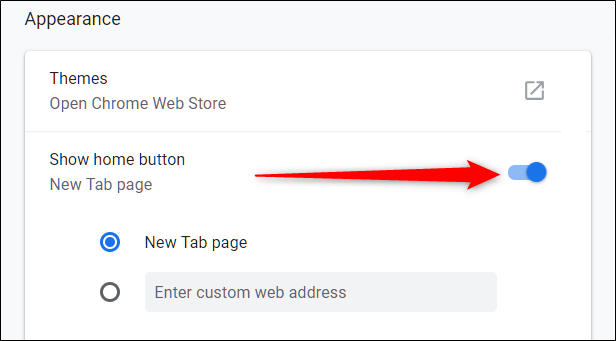 Appearance
Themes
Open Chrome Web Store
Show home button
New Tab page
New Tab page
Enter custom web address